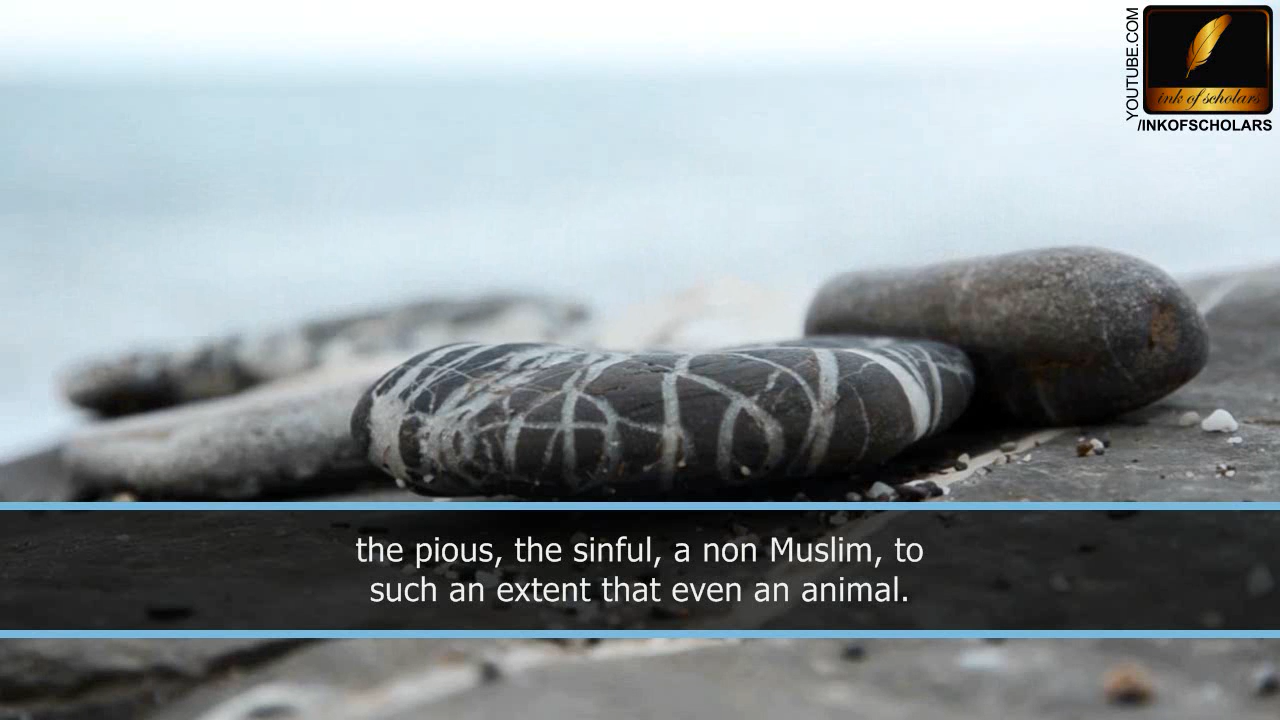 YOUTUBE.COM
ink of scholars
/INKOFSCHOLARS
the pious, the sinful, a non Muslim, to
such an extent that even an animal.